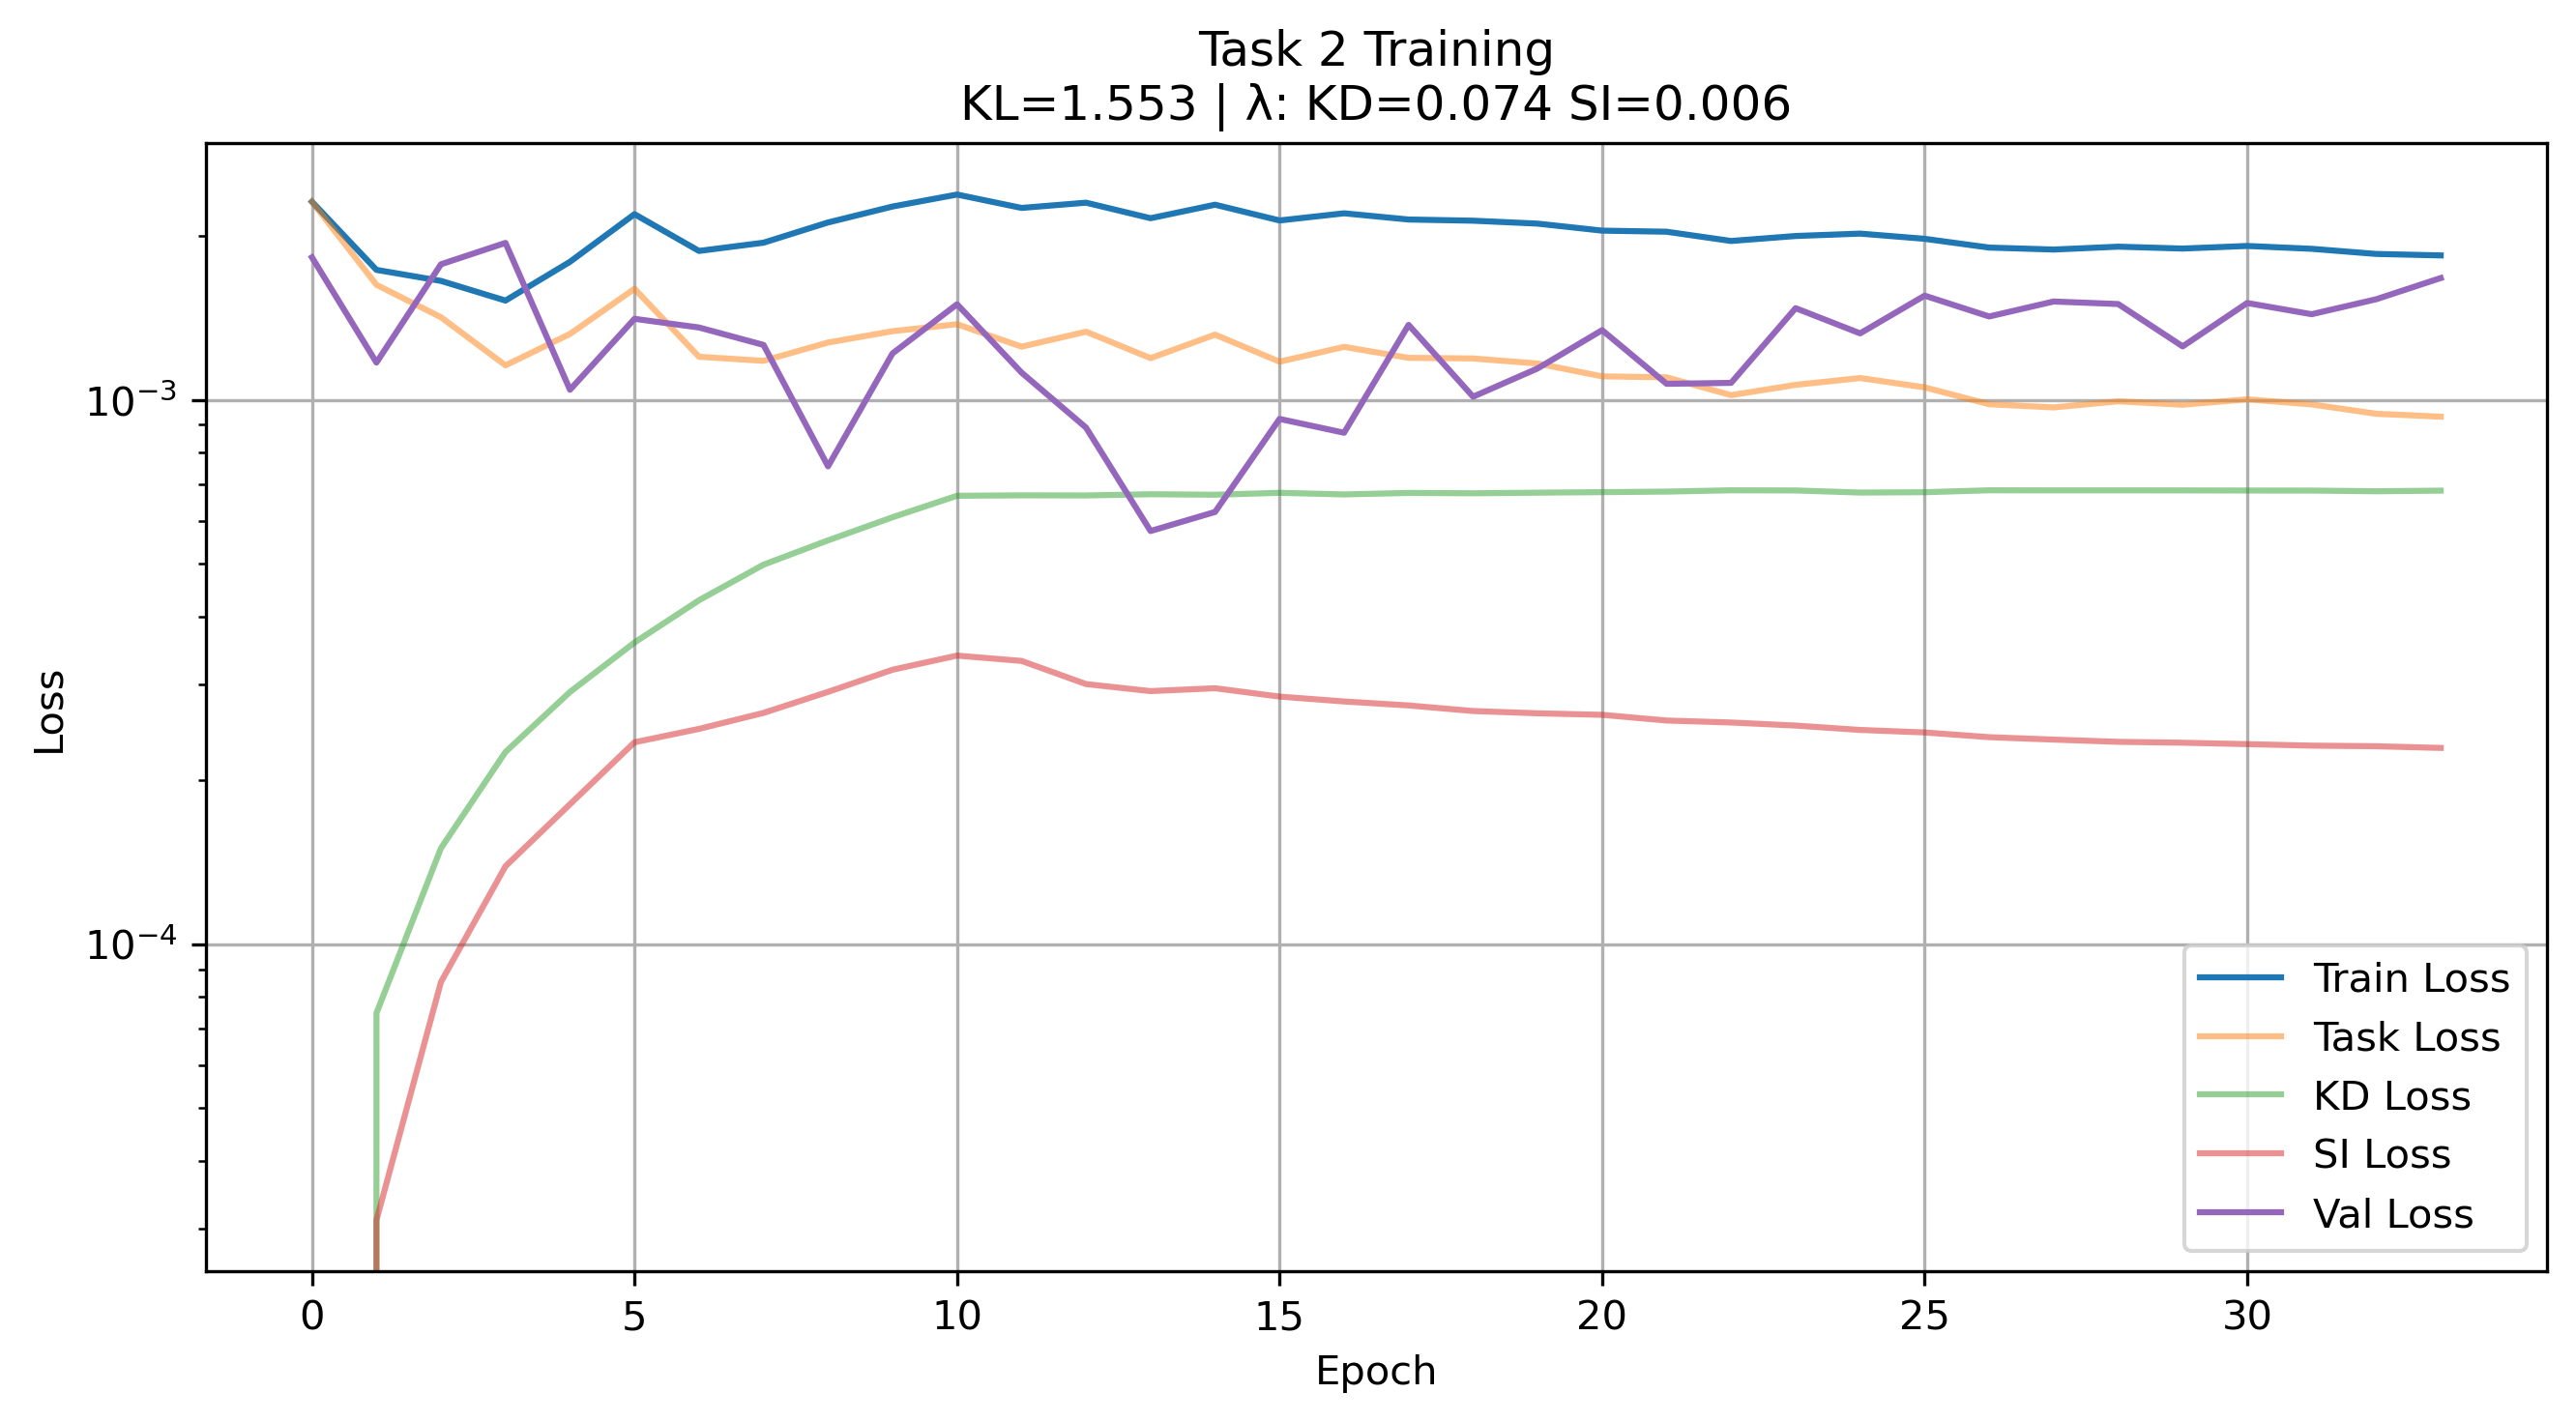 Task 2 Training
KL=1.553 | λ: KD=0.074 SI=0.006
Loss
10⁻³
10⁻⁴
0 5 10 15 20 25 30
Epoch
Train Loss
Task Loss
KD Loss
SI Loss
Val Loss